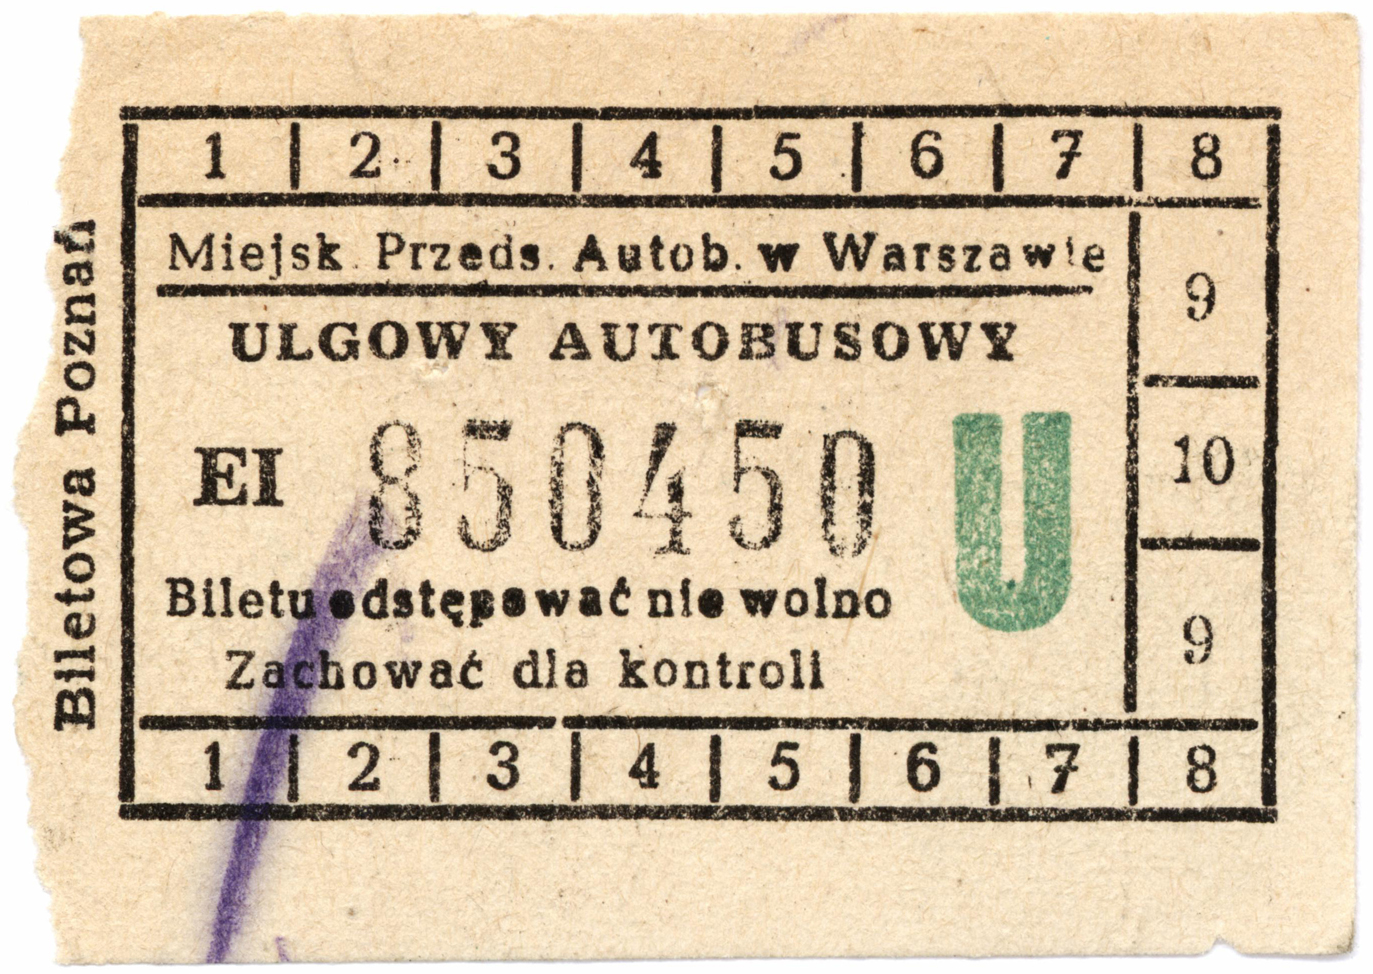 Biletowa Poznań
1 | 2 | 3 | 4 | 5 | 6 | 7 | 8
Miejsk. Przeds. Autob. w Warszawie
9
ULGOWY AUTOBUSOWY
EI 850450 U
10
Biletu odstępować nie wolno
9
Zachować dla kontroli
1 | 2 | 3 | 4 | 5 | 6 | 7 | 8